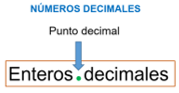 NÚMEROS DECIMALES
Punto decimal
Enteros.decimales